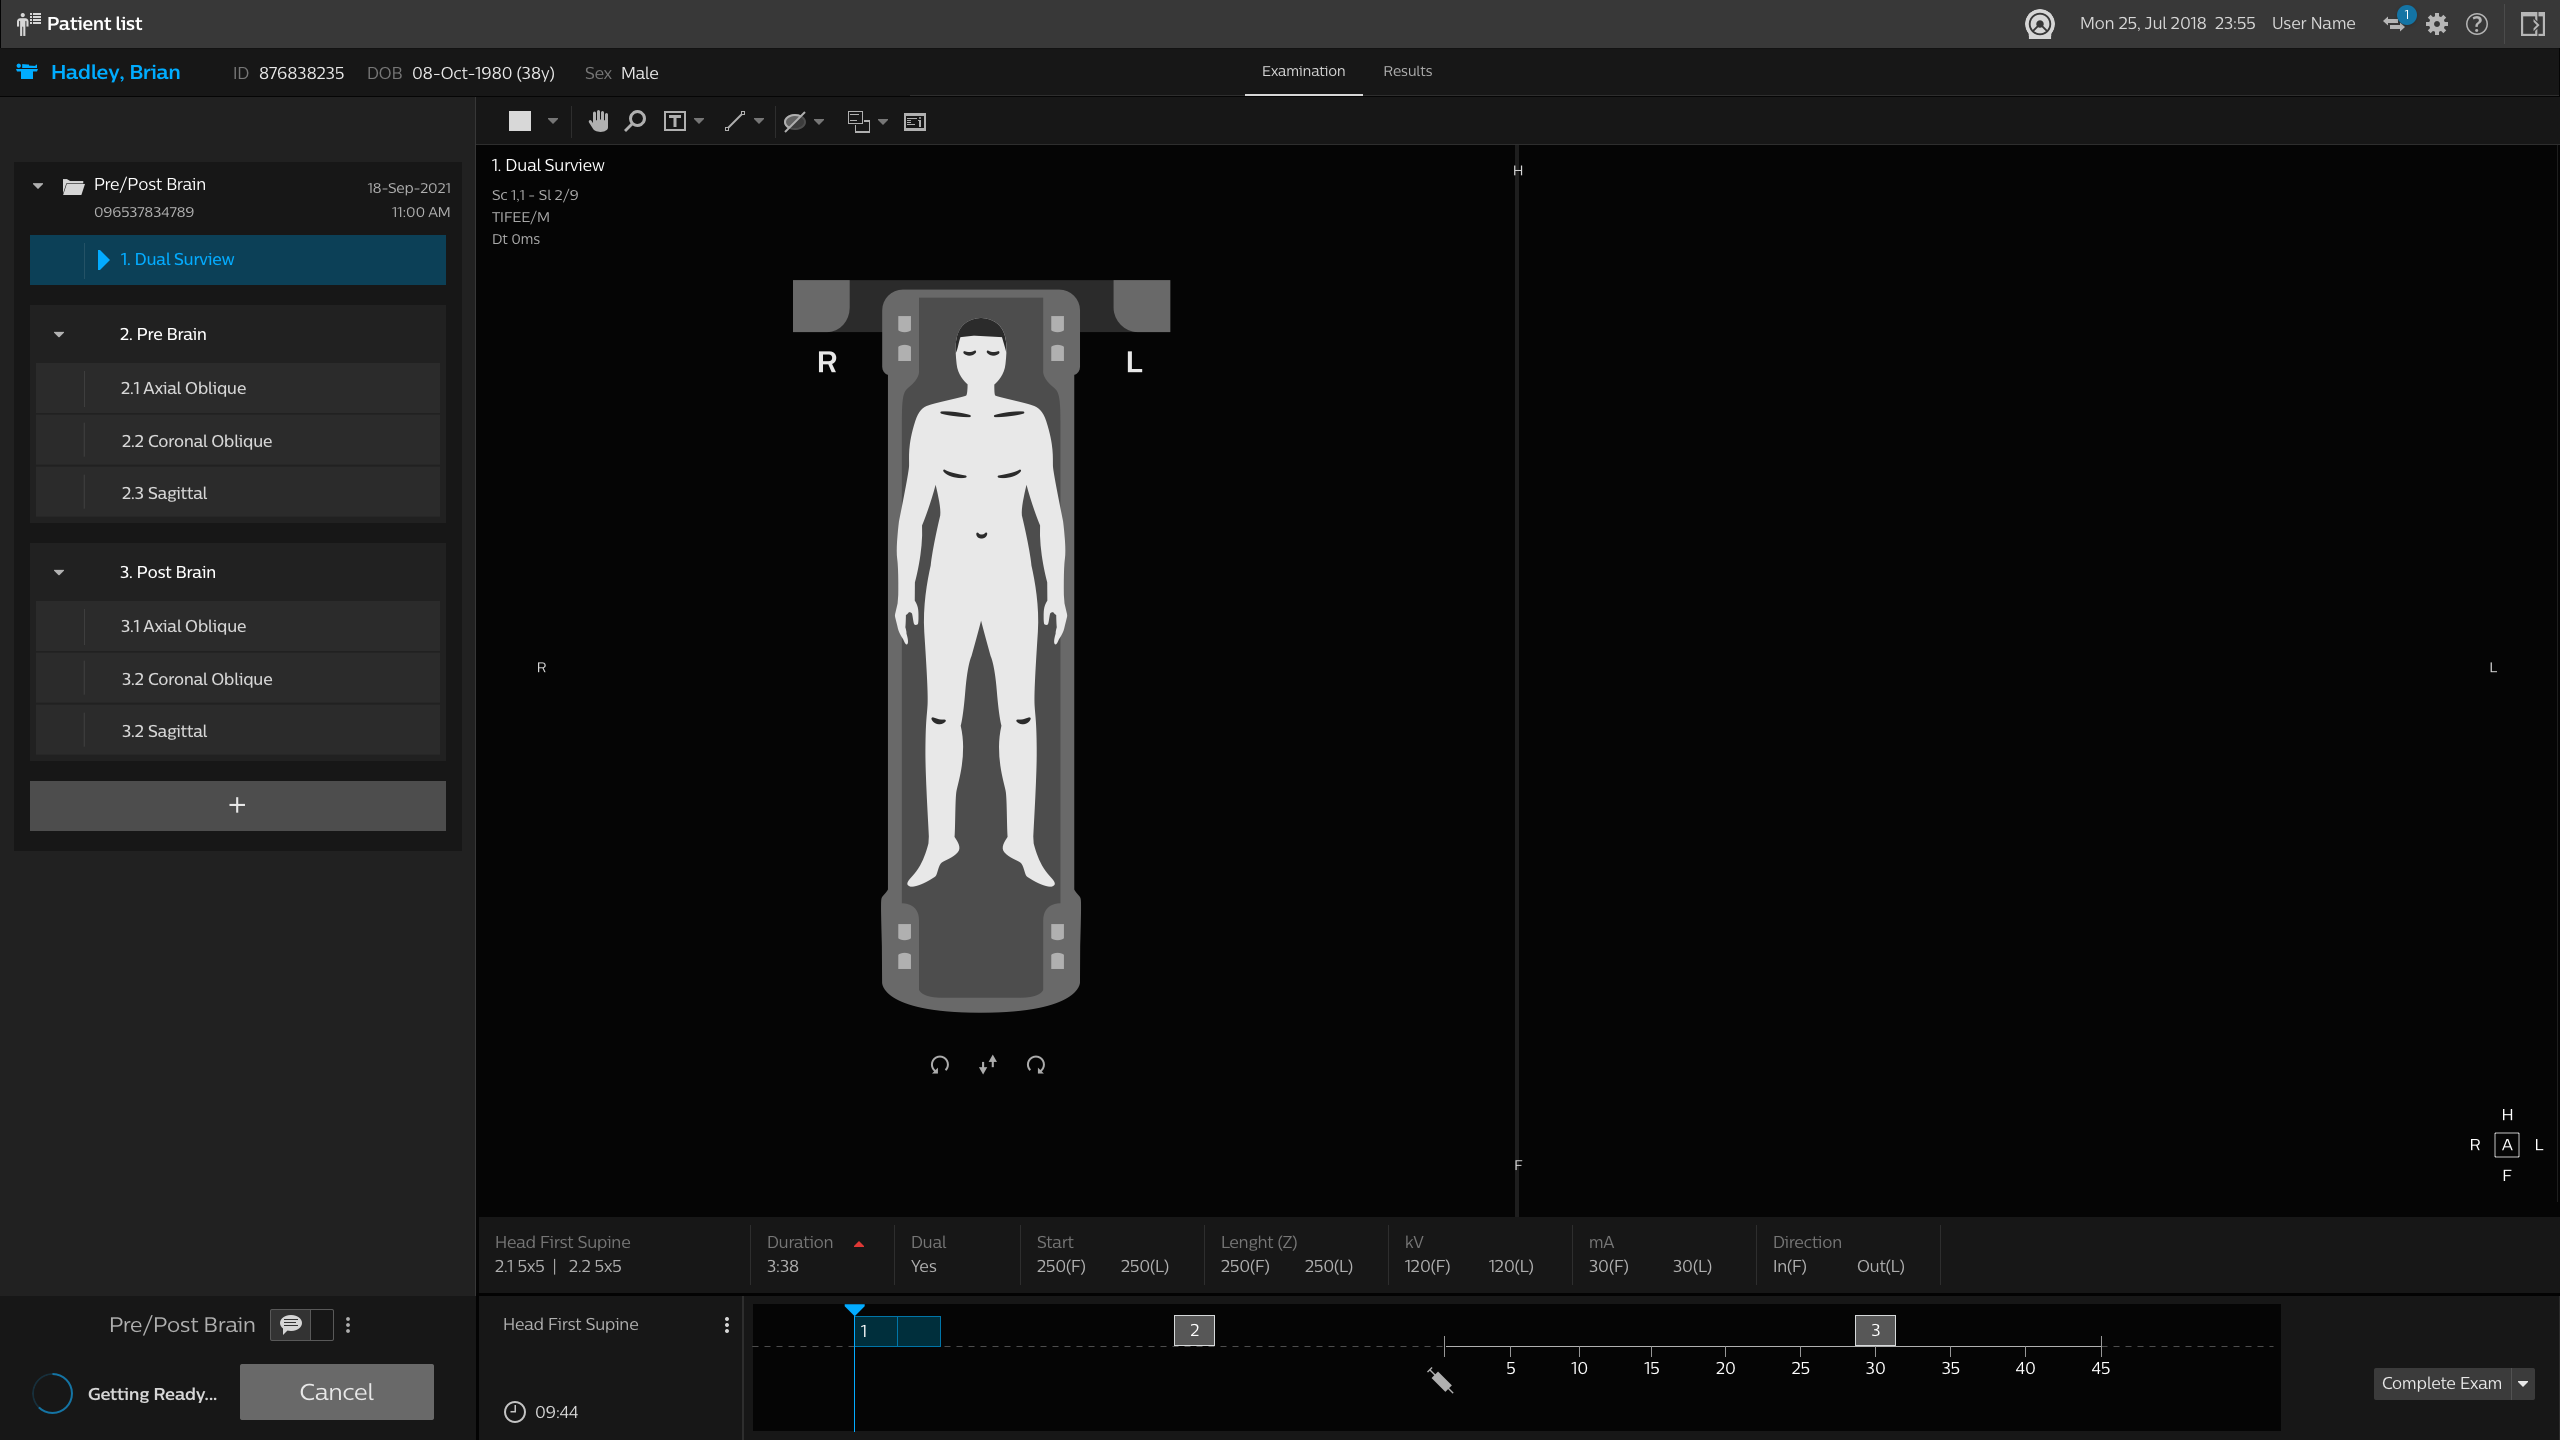 Patient list
Mon 25, Jul 2018 23:55 User Name 1
Hadley, Brian ID 876838235 DOB 08-Oct-1980 (38y) Sex Male
Examination Results
T
Pre/Post Brain 18-Sep-2021
096537834789 11:00 AM
1. Dual Surview
2. Pre Brain
2.1 Axial Oblique
2.2 Coronal Oblique
2.3 Sagittal
3. Post Brain
3.1 Axial Oblique
3.2 Coronal Oblique
3.2 Sagittal
+
1. Dual Surview
Sc 1,1 - Sl 2/9
TIFEE/M
Dt 0ms
H
R L
R L
F
H
R A L
F
Head First Supine Duration Dual Start Lenght (Z) kV mA Direction
2.1 5x5 | 2.2 5x5 3:38 Yes 250(F) 250(L) 250(F) 250(L) 120(F) 120(L) 30(F) 30(L) In(F) Out(L)
Pre/Post Brain
Getting Ready... Cancel
Head First Supine
09:44
1 2 3
5 10 15 20 25 30 35 40 45
Complete Exam